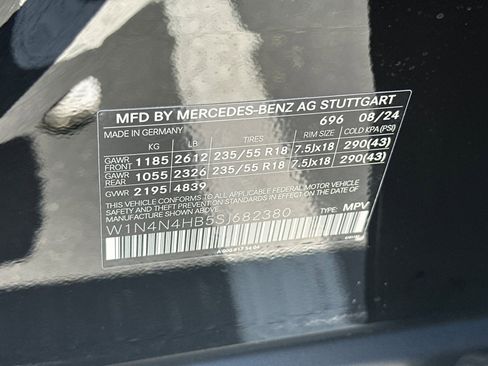 MFD BY MERCEDES-BENZ AG STUTTGART
MADE IN GERMANY 696 08/24
KG LB TIRES RIM SIZE COLD KPA(PSI)
GAWR FRONT 1185 2612 235/55 R18 7.5Jx18 290(43)
GAWR REAR 1055 2326 235/55 R18 7.5Jx18 290(43)
GVWR 2195 4839
THIS VEHICLE CONFORMS TO ALL APPLICABLE FEDERAL MOTOR VEHICLE
SAFETY, BUMPER, AND THEFT PREVENTION STANDARDS IN EFFECT ON THE
DATE OF MANUFACTURE SHOWN ABOVE.
W1N4N4HB5SJ682380 TYPE: MPV